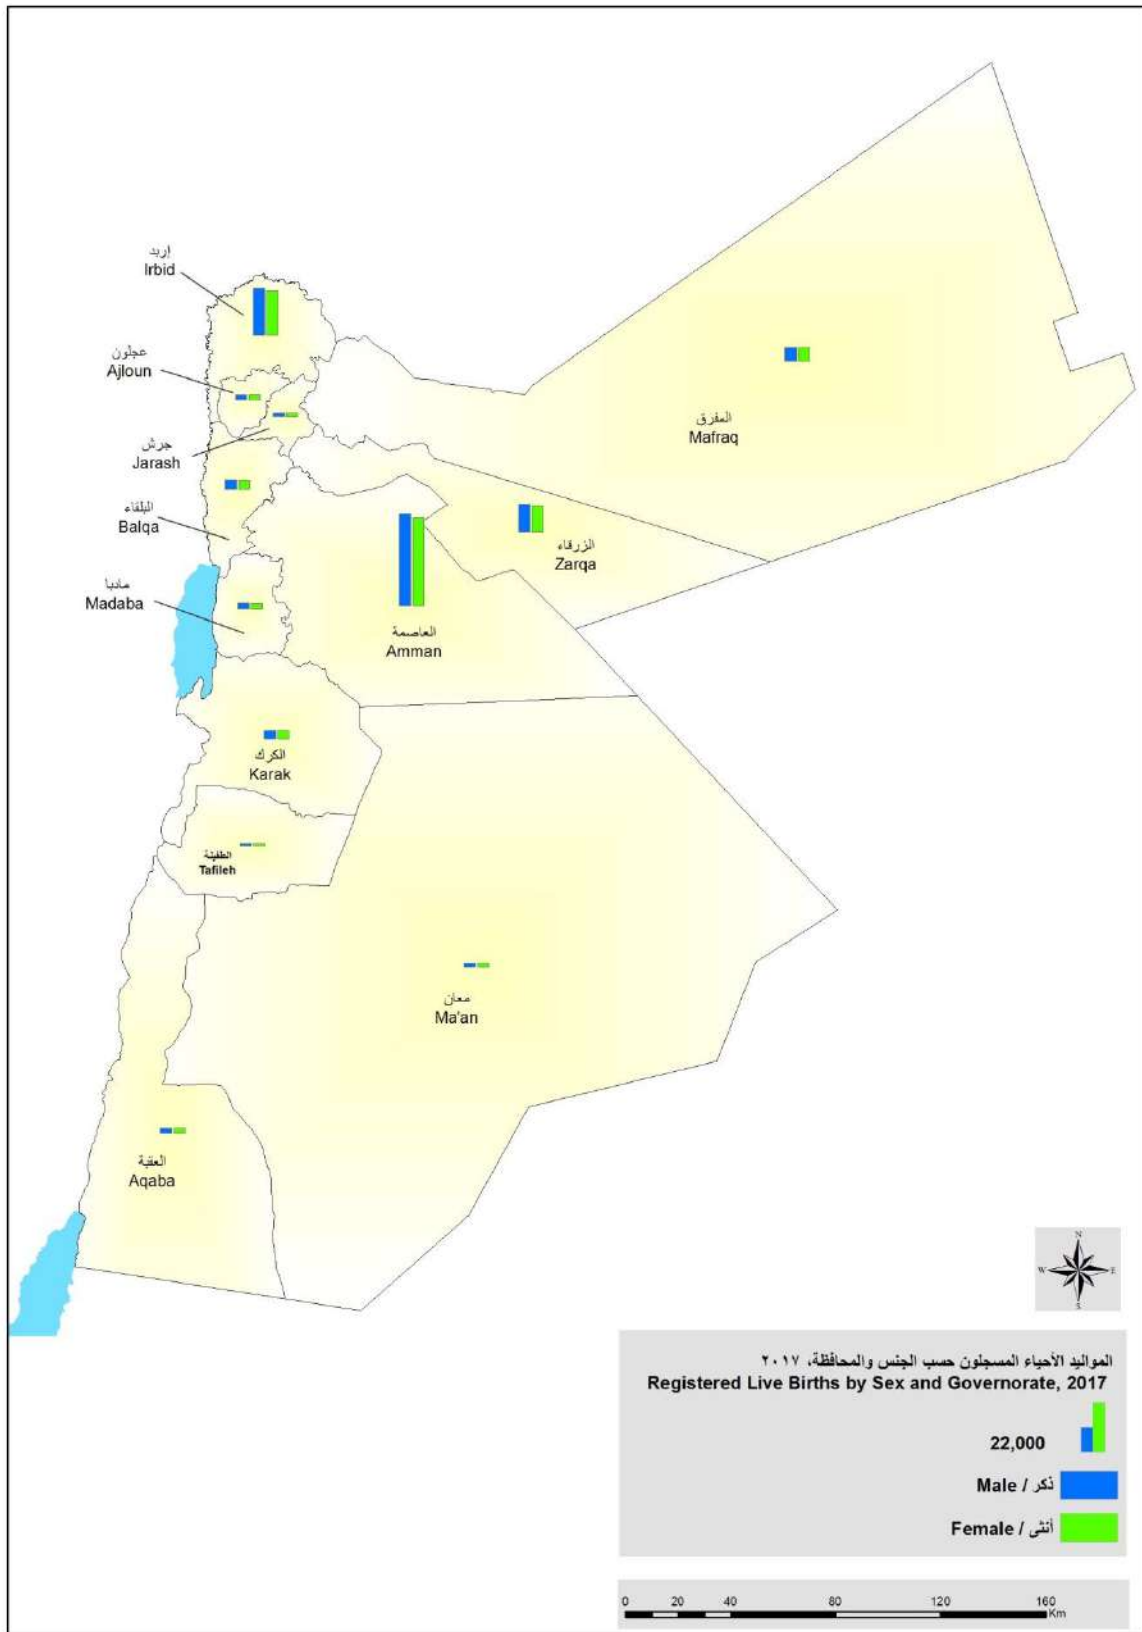 إربد
Irbid
عجلون
Ajloun
جرش
Jarash
البلقاء
Balqa
مادبا
Madaba
المفرق
Mafraq
الزرقاء
Zarqa
العاصمة
Amman
الكرك
Karak
الطفيلة
Tafileh
معان
Ma'an
العقبة
Aqaba
N
W
E
S
المواليد الأحياء المسجلون حسب الجنس والمحافظة، ٢٠١٧
Registered Live Births by Sex and Governorate, 2017
22,000
Male / ذكر
Female / أنثى
0 20 40 80 120 160
Km